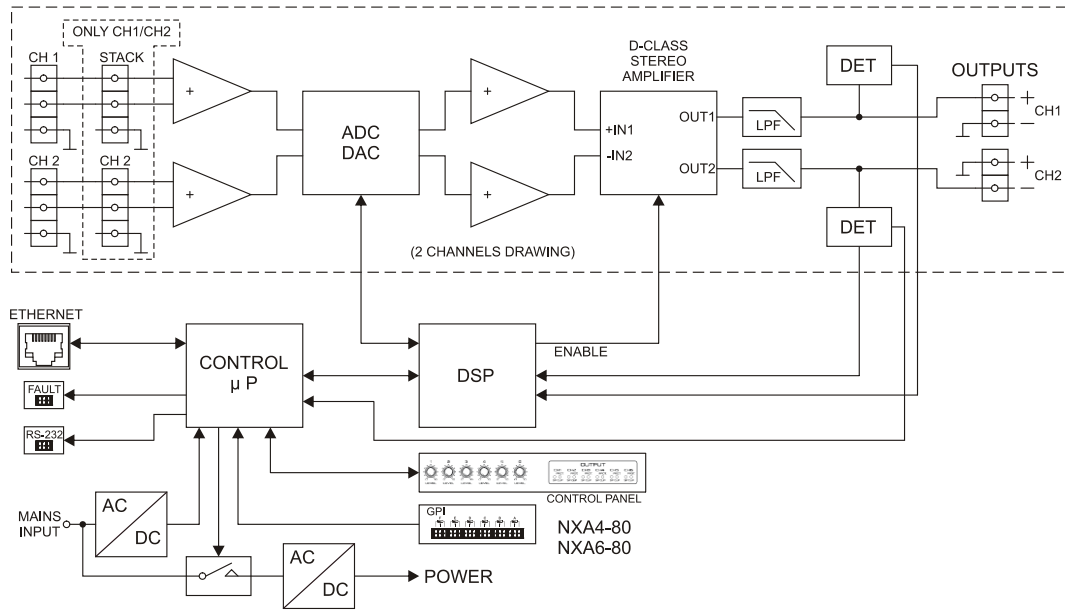 ONLY CH1/CH2
CH 1
STACK
CH 2
CH 2
+
+
ADC
DAC
+
+
D-CLASS
STEREO
AMPLIFIER
+IN1
-IN2
OUT1
OUT2
LPF
LPF
DET
DET
OUTPUTS
+
CH1
−
+
CH2
−
(2 CHANNELS DRAWING)
ETHERNET
FAULT
RS-232
CONTROL
µ P
DSP
ENABLE
OUTPUT
CONTROL PANEL
GPI
NXA4-80
NXA6-80
MAINS
INPUT
AC
DC
AC
DC
POWER